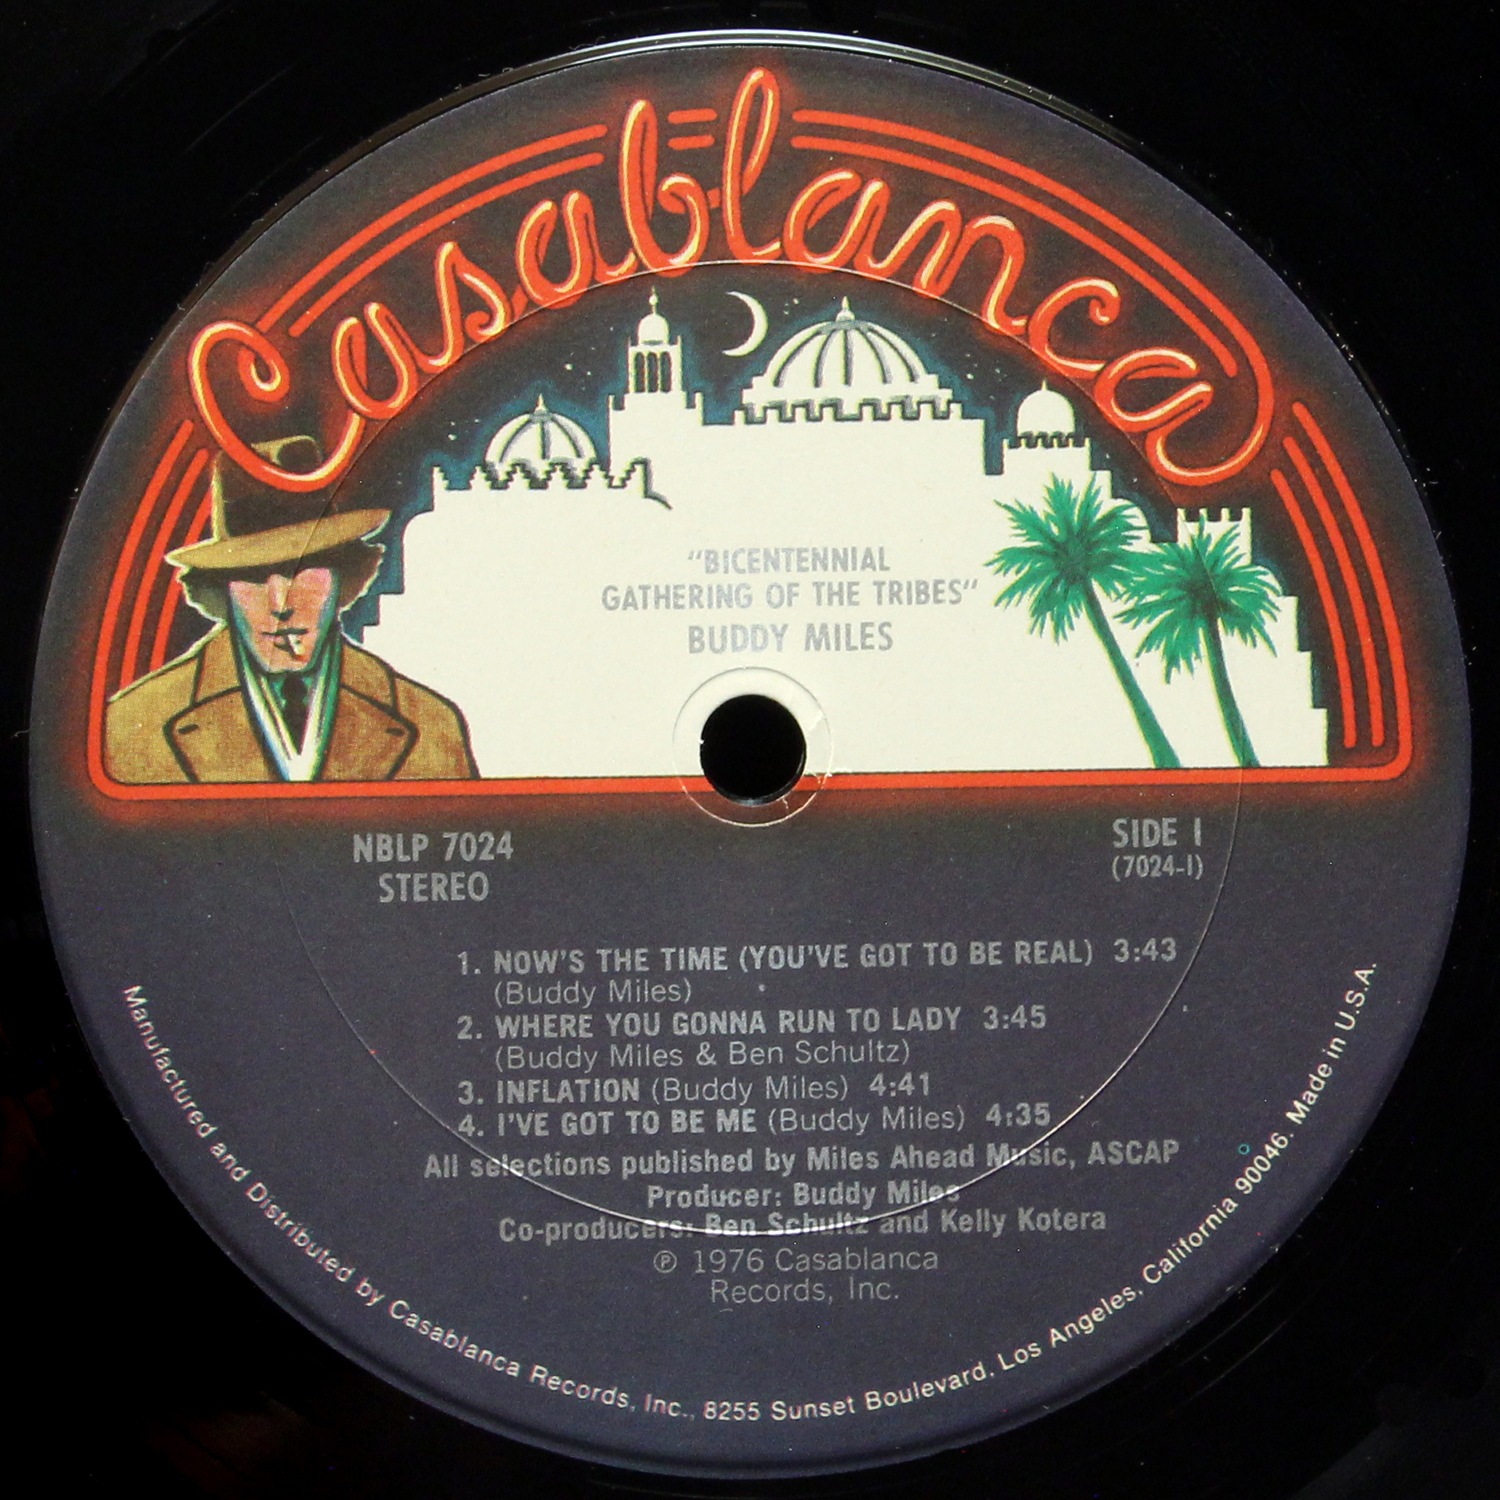 Casablanca
"BICENTENNIAL
GATHERING OF THE TRIBES"
BUDDY MILES
NBLP 7024
STEREO
SIDE 1
(7024-1)
1. NOW'S THE TIME (YOU'VE GOT TO BE REAL) 3:43
(Buddy Miles)
2. WHERE YOU GONNA RUN TO LADY 3:45
(Buddy Miles & Ben Schultz)
3. INFLATION (Buddy Miles) 4:41
4. I'VE GOT TO BE ME (Buddy Miles) 4:35
All selections published by Miles Ahead Music, ASCAP
Producer: Buddy Miles
Co-producers: Ben Schultz and Kelly Kotera
℗ 1976 Casablanca
Records, Inc.
Manufactured and Distributed by Casablanca Records, Inc., 8255 Sunset Boulevard, Los Angeles, California 90046. Made in U.S.A.